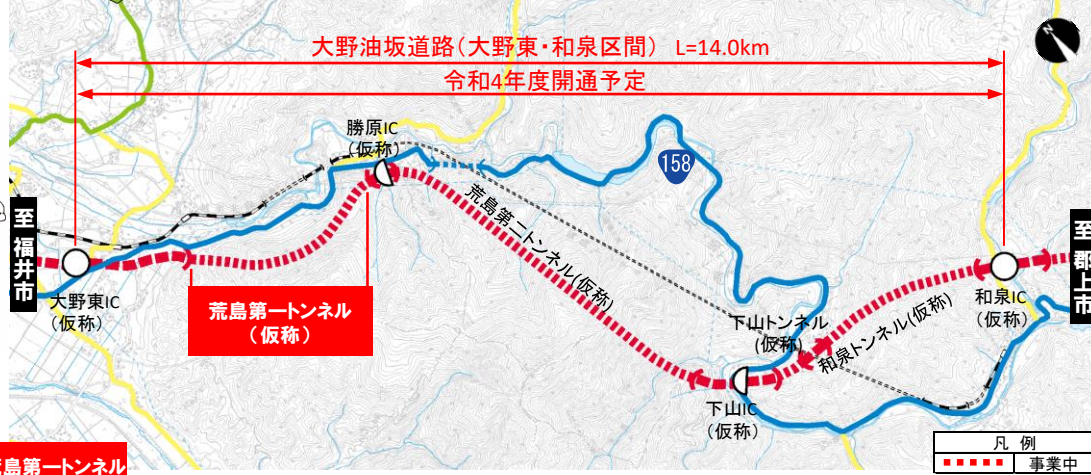 大野油坂道路(大野東・和泉区間) L=14.0km
令和4年度開通予定
勝原IC
(仮称)
158
荒島第二トンネル(仮称)
至 福井市
大野東IC
(仮称)
荒島第一トンネル
(仮称)
下山トンネル
(仮称)
和泉トンネル(仮称)
和泉IC
(仮称)
至 郡上市
下山IC
(仮称)
荒島第一トンネル
凡 例
事業中